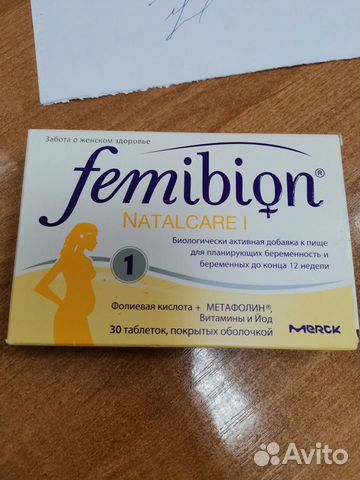 Забота о женском здоровье
femibion®
NATALCARE I
Биологически активная добавка к пище
для планирующих беременность и
беременных до конца 12 недели
1
Фолиевая кислота + МЕТАФОЛИН®,
Витамины и Йод
30 таблеток, покрытых оболочкой
MERCK
Avito